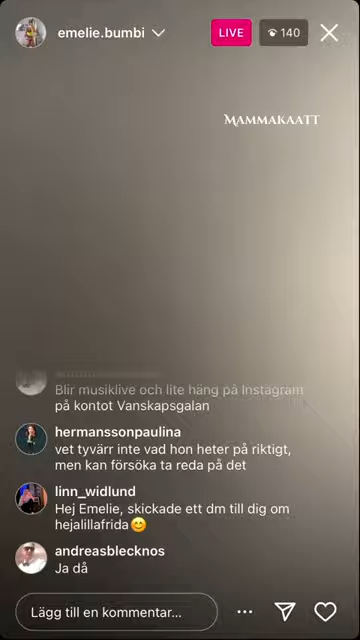 emelie.bumbi
LIVE
140
MAMMAKAATT
Blir musiklive och lite häng på Instagram
på kontot Vanskapsgalan
hermanssonpaulina
vet tyvärr inte vad hon heter på riktigt,
men kan försöka ta reda på det
linn_widlund
Hej Emelie, skickade ett dm till dig om
hejalillafrida😊
andreasblecknos
Ja då
Lägg till en kommentar...